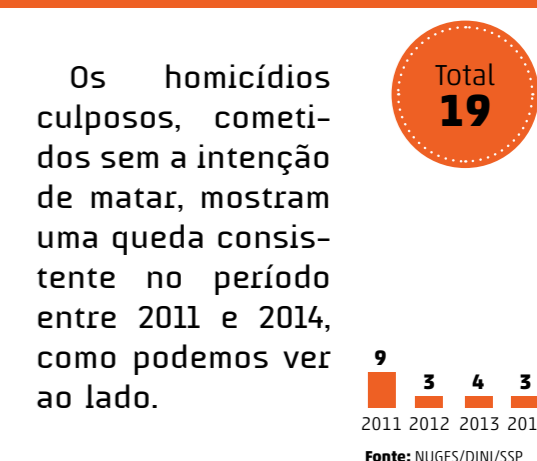 Os homicídios
culposos, cometi-
dos sem a intenção
de matar, mostram
uma queda consis-
tente no período
entre 2011 e 2014,
como podemos ver
ao lado.
Total
19
9 3 4 3
2011 2012 2013 201
Fonte: NUGES/DINI/SSP